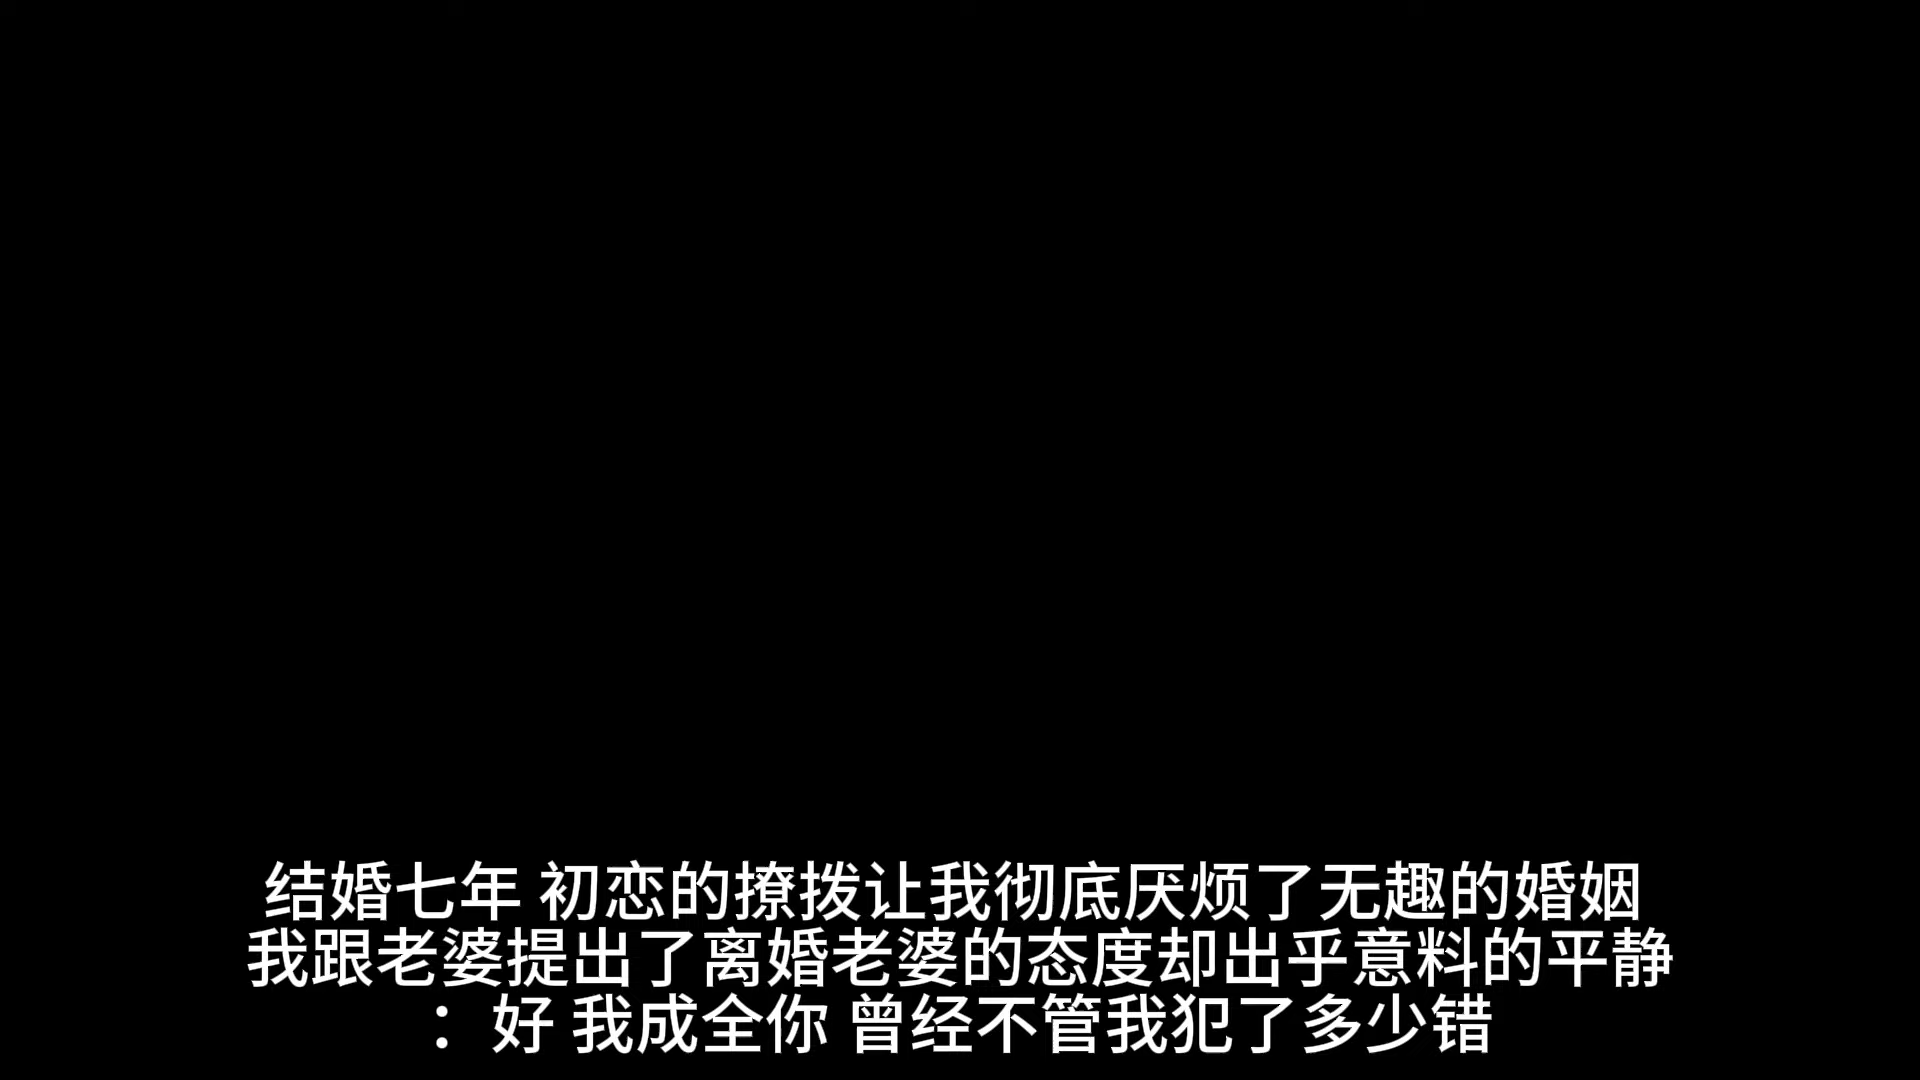 结婚七年 初恋的撩拨让我彻底厌烦了无趣的婚姻
我跟老婆提出了离婚老婆的态度却出乎意料的平静
：好 我成全你 曾经不管我犯了多少错